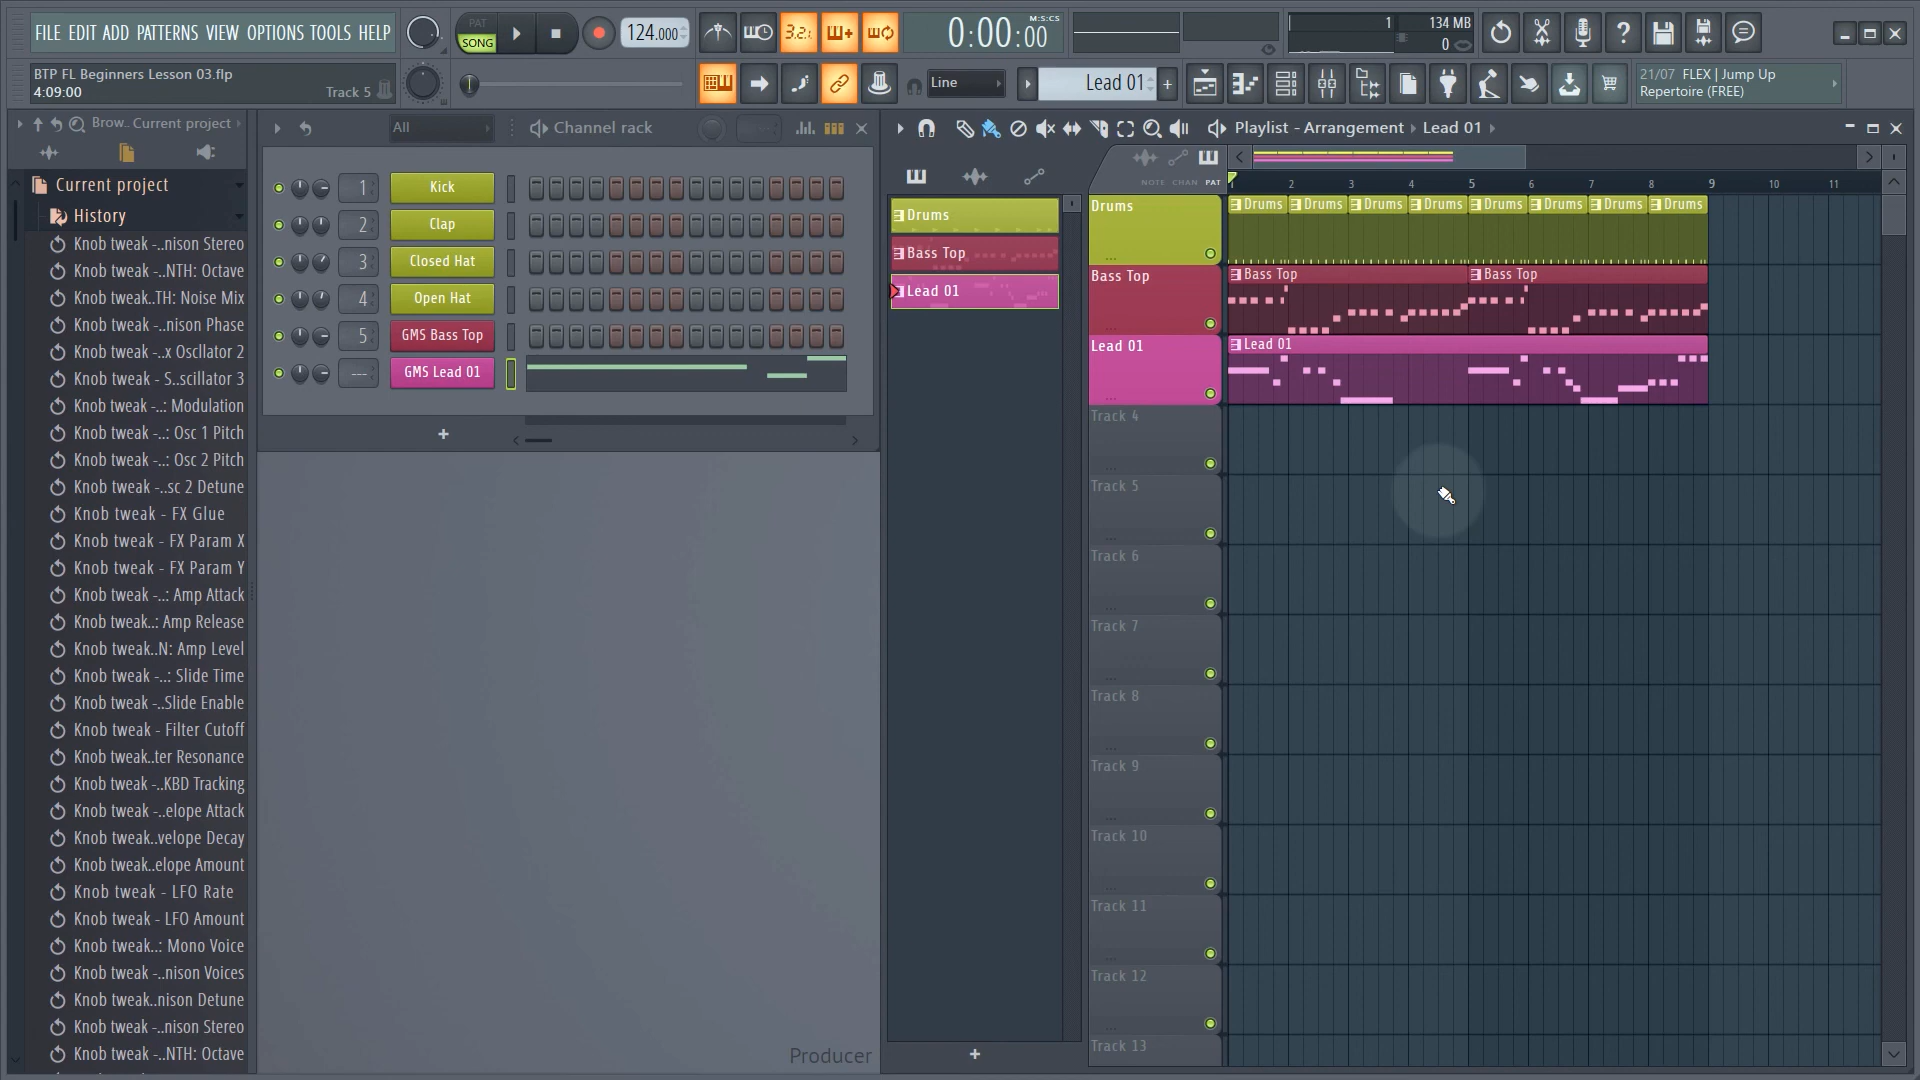 FILE EDIT ADD PATTERNS VIEW OPTIONS TOOLS HELP
PAT
SONG
124.000
3.2.
0:00:00
M:S:CS
1
134 MB
0
BTP FL Beginners Lesson 03.flp
4:09:00
Track 5
Line
Lead 01
21/07 FLEX | Jump Up
Repertoire (FREE)
Brow.. Current project
All
Channel rack
Playlist - Arrangement › Lead 01
Current project
History
Knob tweak -..nison Stereo
Knob tweak -..NTH: Octave
Knob tweak..TH: Noise Mix
Knob tweak -..nison Phase
Knob tweak -..x Oscllator 2
Knob tweak - S..scillator 3
Knob tweak -..: Modulation
Knob tweak -..: Osc 1 Pitch
Knob tweak -..: Osc 2 Pitch
Knob tweak -..sc 2 Detune
Knob tweak - FX Glue
Knob tweak - FX Param X
Knob tweak - FX Param Y
Knob tweak -..: Amp Attack
Knob tweak..: Amp Release
Knob tweak..N: Amp Level
Knob tweak -..: Slide Time
Knob tweak -..Slide Enable
Knob tweak - Filter Cutoff
Knob tweak..ter Resonance
Knob tweak -..KBD Tracking
Knob tweak -..elope Attack
Knob tweak -..velope Decay
Knob tweak..elope Amount
Knob tweak - LFO Rate
Knob tweak - LFO Amount
Knob tweak..: Mono Voice
Knob tweak -..nison Voices
Knob tweak..nison Detune
Knob tweak -..nison Stereo
Knob tweak -..NTH: Octave
1 Kick
2 Clap
3 Closed Hat
4 Open Hat
5 GMS Bass Top
--- GMS Lead 01
Producer
Drums
Bass Top
Lead 01
NOTE CHAN PAT
1 2 3 4 5 6 7 8 9 10 11
Drums
Drums Drums Drums Drums Drums Drums Drums Drums
Bass Top
Bass Top Bass Top
Lead 01
Lead 01
Track 4
Track 5
Track 6
Track 7
Track 8
Track 9
Track 10
Track 11
Track 12
Track 13